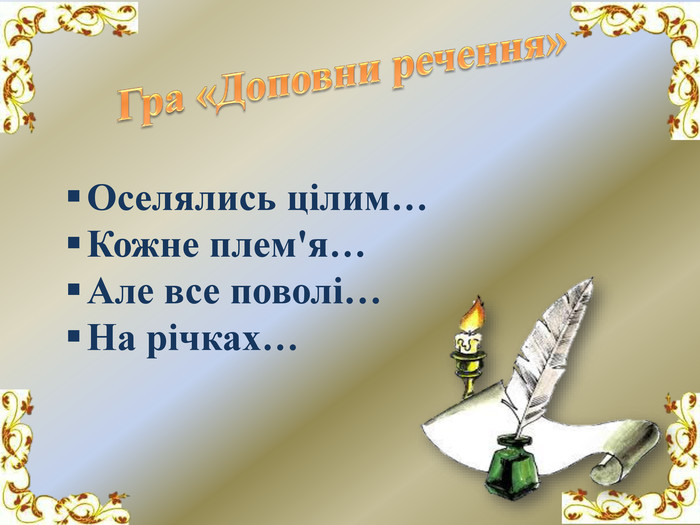 Гра «Доповни речення»
▪ Оселялись цілим…
▪ Кожне плем'я…
▪ Але все поволі…
▪ На річках…